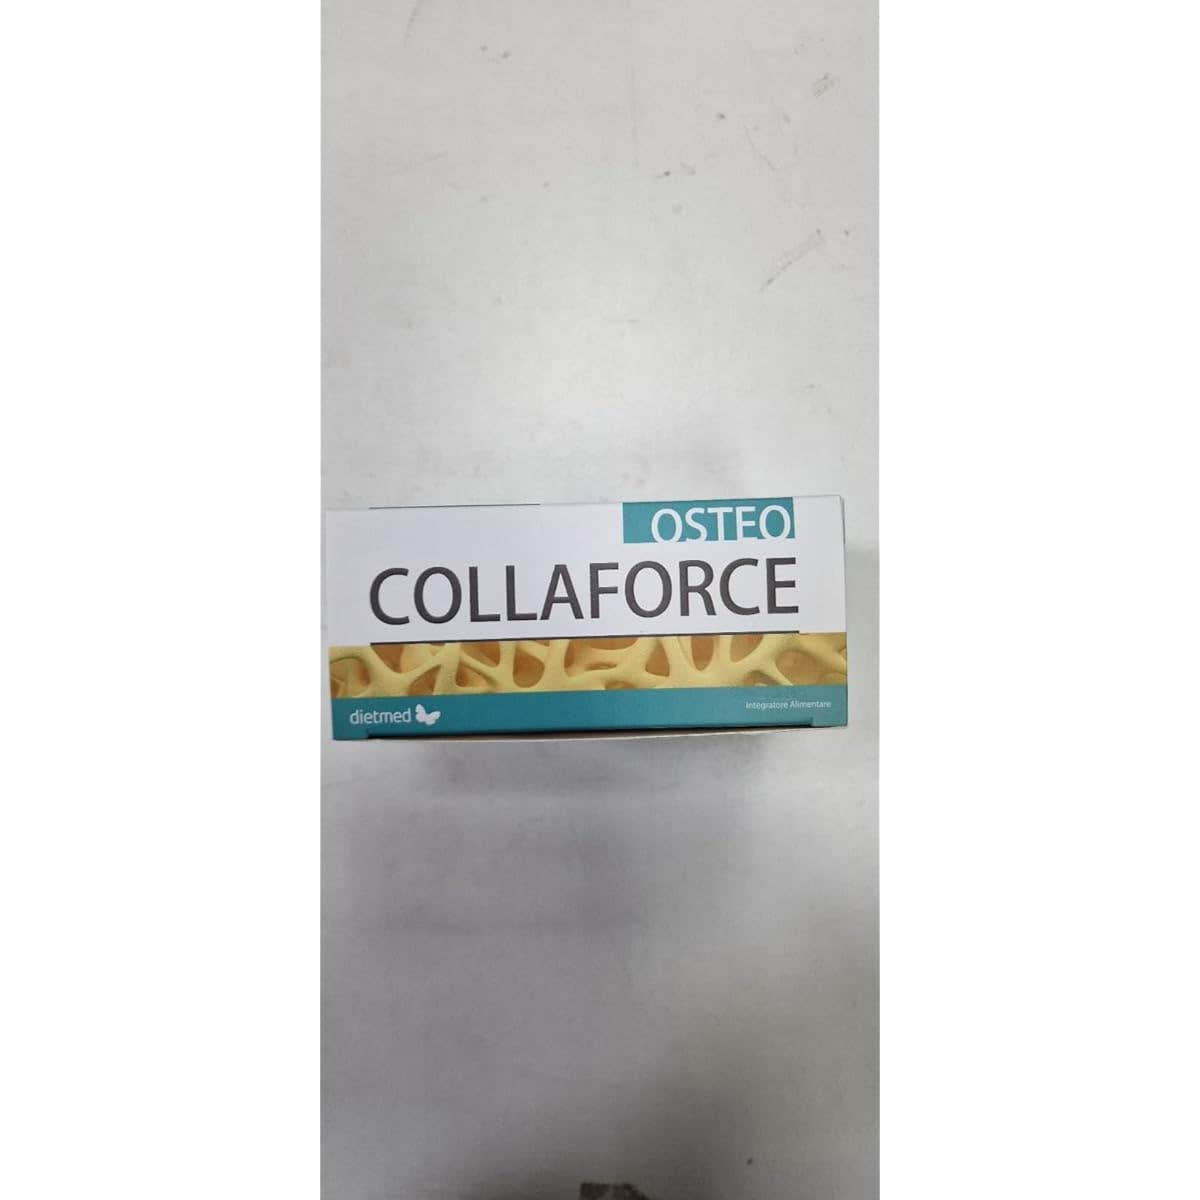 OSTEO
COLLAFORCE
dietmed
Integratore Alimentare